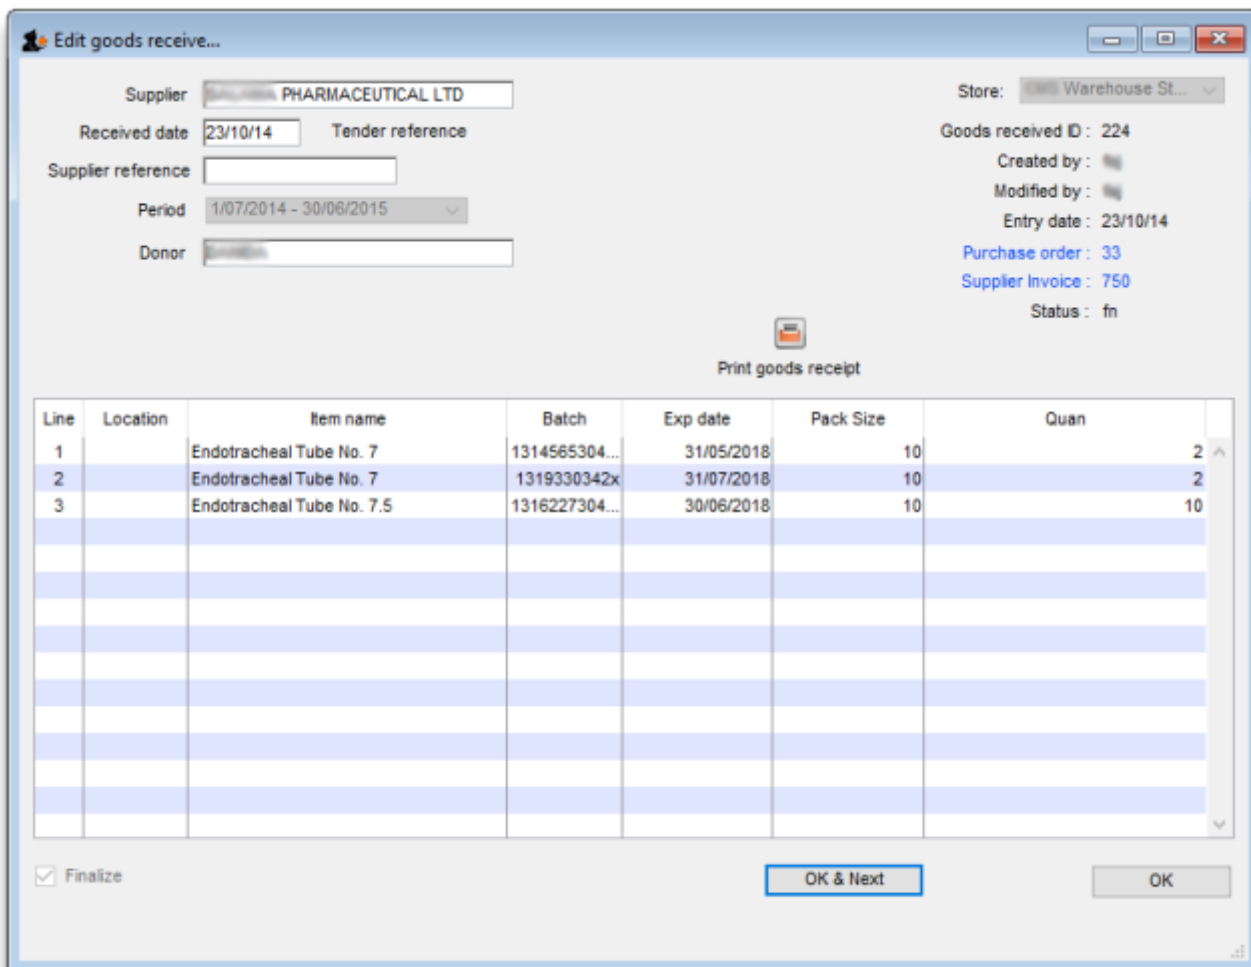 Edit goods receive...
Supplier PHARMACEUTICAL LTD
Store: Warehouse St...
Received date 23/10/14 Tender reference
Goods received ID : 224
Supplier reference
Created by :
Modified by :
Period 1/07/2014 - 30/06/2015
Entry date : 23/10/14
Donor
Purchase order : 33
Supplier Invoice : 750
Status : fn
Print goods receipt
Line Location Item name Batch Exp date Pack Size Quan
1 Endotracheal Tube No. 7 1314565304... 31/05/2018 10 2
2 Endotracheal Tube No. 7 1319330342x 31/07/2018 10 2
3 Endotracheal Tube No. 7.5 1316227304... 30/06/2018 10 10
Finalize
OK & Next
OK